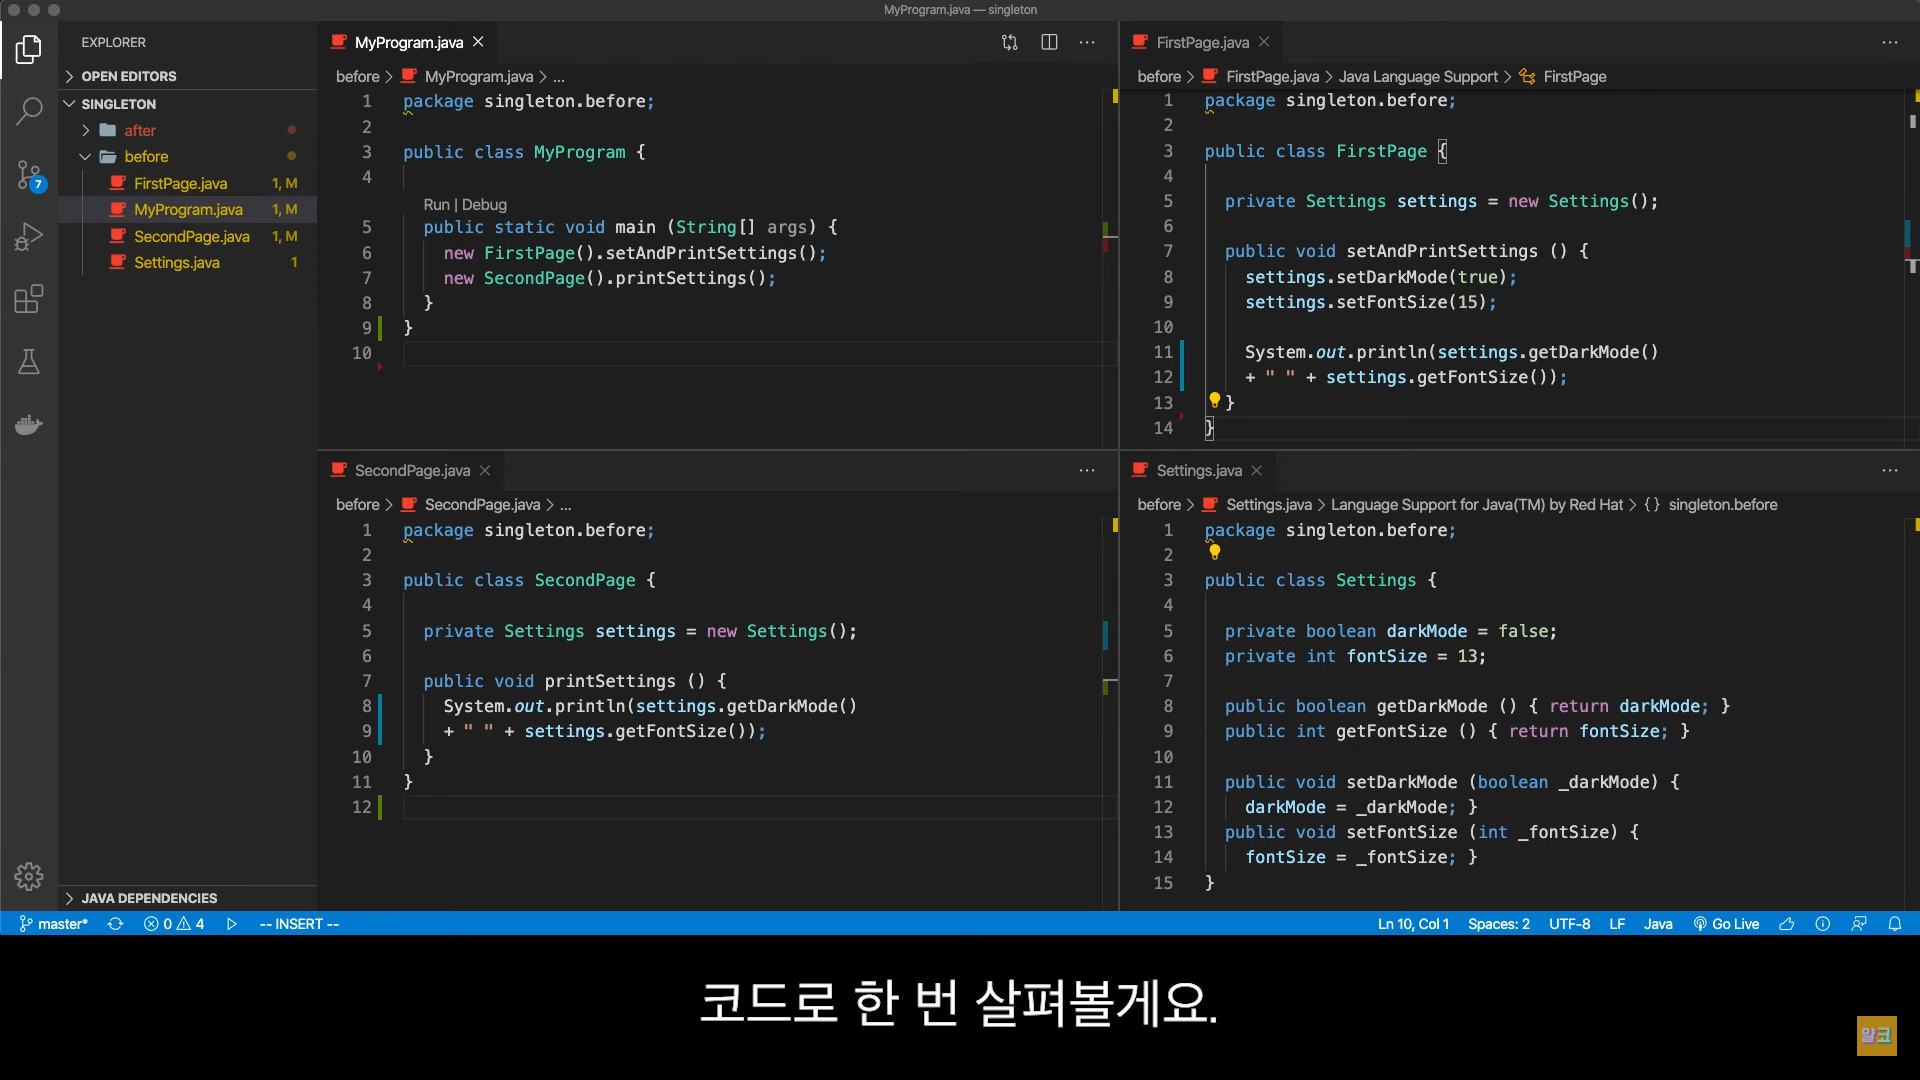 MyProgram.java — singleton
EXPLORER
OPEN EDITORS
SINGLETON
after
before
FirstPage.java 1, M
MyProgram.java 1, M
SecondPage.java 1, M
Settings.java 1
JAVA DEPENDENCIES
7
MyProgram.java
before > MyProgram.java > ...
1 package singleton.before;
2
3 public class MyProgram {
4
Run | Debug
5 public static void main (String[] args) {
6 new FirstPage().setAndPrintSettings();
7 new SecondPage().printSettings();
8 }
9 }
10
FirstPage.java
before > FirstPage.java > Java Language Support > FirstPage
1 package singleton.before;
2
3 public class FirstPage {
4
5 private Settings settings = new Settings();
6
7 public void setAndPrintSettings () {
8 settings.setDarkMode(true);
9 settings.setFontSize(15);
10
11 System.out.println(settings.getDarkMode()
12 + " " + settings.getFontSize());
13 }
14 }
SecondPage.java
before > SecondPage.java > ...
1 package singleton.before;
2
3 public class SecondPage {
4
5 private Settings settings = new Settings();
6
7 public void printSettings () {
8 System.out.println(settings.getDarkMode()
9 + " " + settings.getFontSize());
10 }
11 }
12
Settings.java
before > Settings.java > Language Support for Java(TM) by Red Hat > {} singleton.before
1 package singleton.before;
2
3 public class Settings {
4
5 private boolean darkMode = false;
6 private int fontSize = 13;
7
8 public boolean getDarkMode () { return darkMode; }
9 public int getFontSize () { return fontSize; }
10
11 public void setDarkMode (boolean _darkMode) {
12 darkMode = _darkMode; }
13 public void setFontSize (int _fontSize) {
14 fontSize = _fontSize; }
15 }
master* 0 4 -- INSERT -- Ln 10, Col 1 Spaces: 2 UTF-8 LF Java Go Live
코드로 한 번 살펴볼게요.
얄코